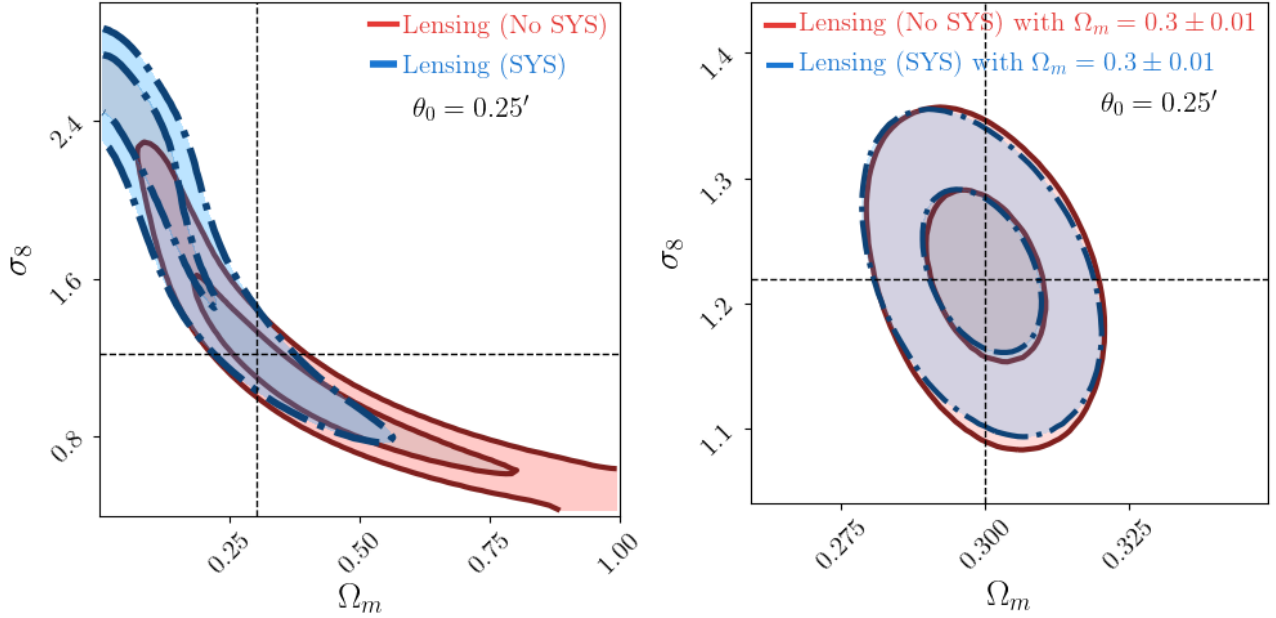 Lensing (No SYS)
Lensing (SYS)
θ₀ = 0.25′
2.4
1.6
0.8
σ₈
0.25
0.50
0.75
1.00
Ωₘ
Lensing (No SYS) with Ωₘ = 0.3 ± 0.01
Lensing (SYS) with Ωₘ = 0.3 ± 0.01
θ₀ = 0.25′
1.4
1.3
1.2
1.1
σ₈
0.275
0.300
0.325
Ωₘ